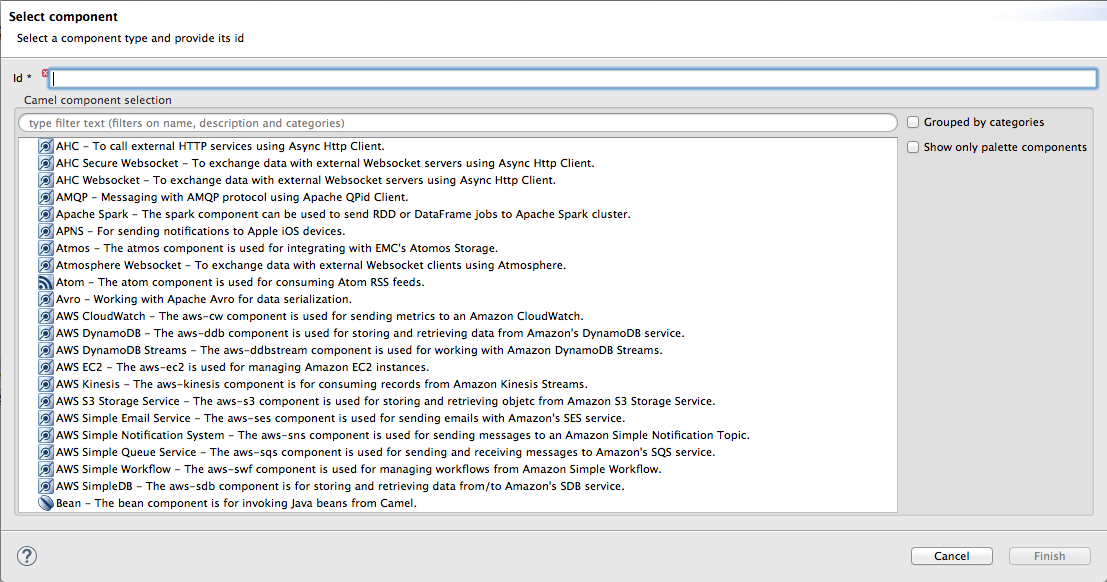 Select component
Select a component type and provide its id
Id *
Camel component selection
type filter text (filters on name, description and categories)
Grouped by categories
Show only palette components
AHC – To call external HTTP services using Async Http Client.
AHC Secure Websocket – To exchange data with external Websocket servers using Async Http Client.
AHC Websocket – To exchange data with external Websocket servers using Async Http Client.
AMQP – Messaging with AMQP protocol using Apache QPid Client.
Apache Spark – The spark component can be used to send RDD or DataFrame jobs to Apache Spark cluster.
APNS – For sending notifications to Apple iOS devices.
Atmos – The atmos component is used for integrating with EMC's Atomos Storage.
Atmosphere Websocket – To exchange data with external Websocket clients using Atmosphere.
Atom – The atom component is used for consuming Atom RSS feeds.
Avro – Working with Apache Avro for data serialization.
AWS CloudWatch – The aws-cw component is used for sending metrics to an Amazon CloudWatch.
AWS DynamoDB – The aws-ddb component is used for storing and retrieving data from Amazon's DynamoDB service.
AWS DynamoDB Streams – The aws-ddbstream component is used for working with Amazon DynamoDB Streams.
AWS EC2 – The aws-ec2 is used for managing Amazon EC2 instances.
AWS Kinesis – The aws-kinesis component is for consuming records from Amazon Kinesis Streams.
AWS S3 Storage Service – The aws-s3 component is used for storing and retrieving objetc from Amazon S3 Storage Service.
AWS Simple Email Service – The aws-ses component is used for sending emails with Amazon's SES service.
AWS Simple Notification System – The aws-sns component is used for sending messages to an Amazon Simple Notification Topic.
AWS Simple Queue Service – The aws-sqs component is used for sending and receiving messages to Amazon's SQS service.
AWS Simple Workflow – The aws-swf component is used for managing workflows from Amazon Simple Workflow.
AWS SimpleDB – The aws-sdb component is for storing and retrieving data from/to Amazon's SDB service.
Bean – The bean component is for invoking Java beans from Camel.
?
Cancel
Finish